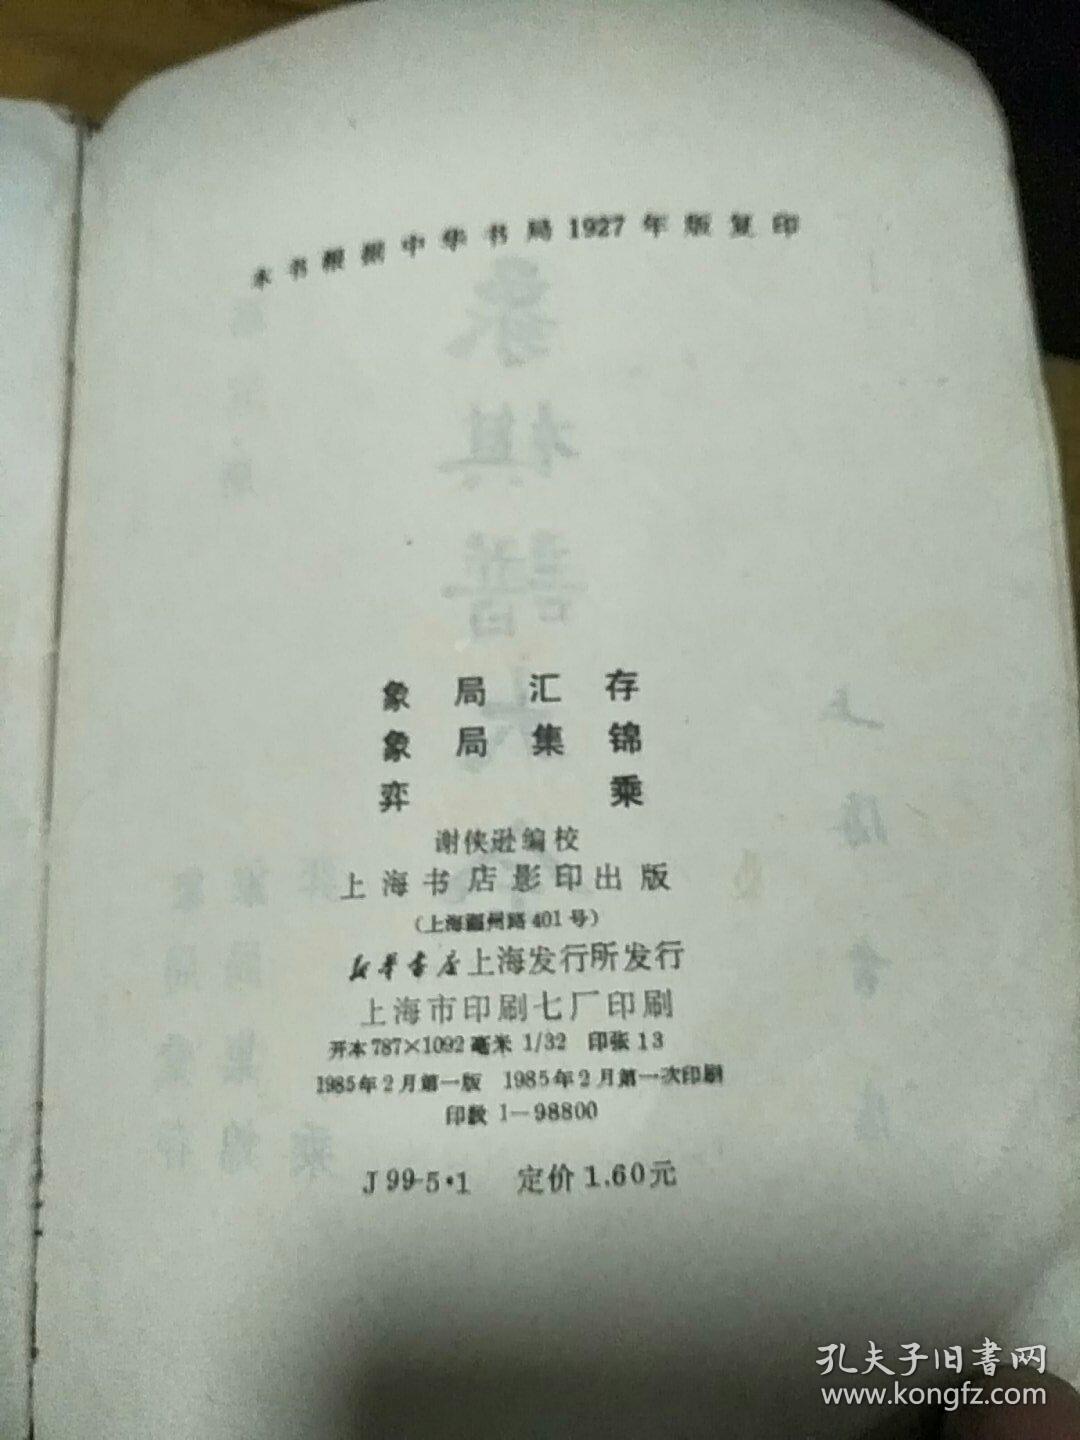 本书根据中华书局1927年版复印
象局汇存
象局集锦
弈乘
谢侠逊编校
上海书店影印出版
(上海福州路401号)
新华书店上海发行所发行
上海市印刷七厂印刷
开本787×1092毫米 1/32 印张13
1985年2月第一版 1985年2月第一次印刷
印数1—98800
J99-5·1 定价1.60元
孔夫子旧書网
www.kongfz.com